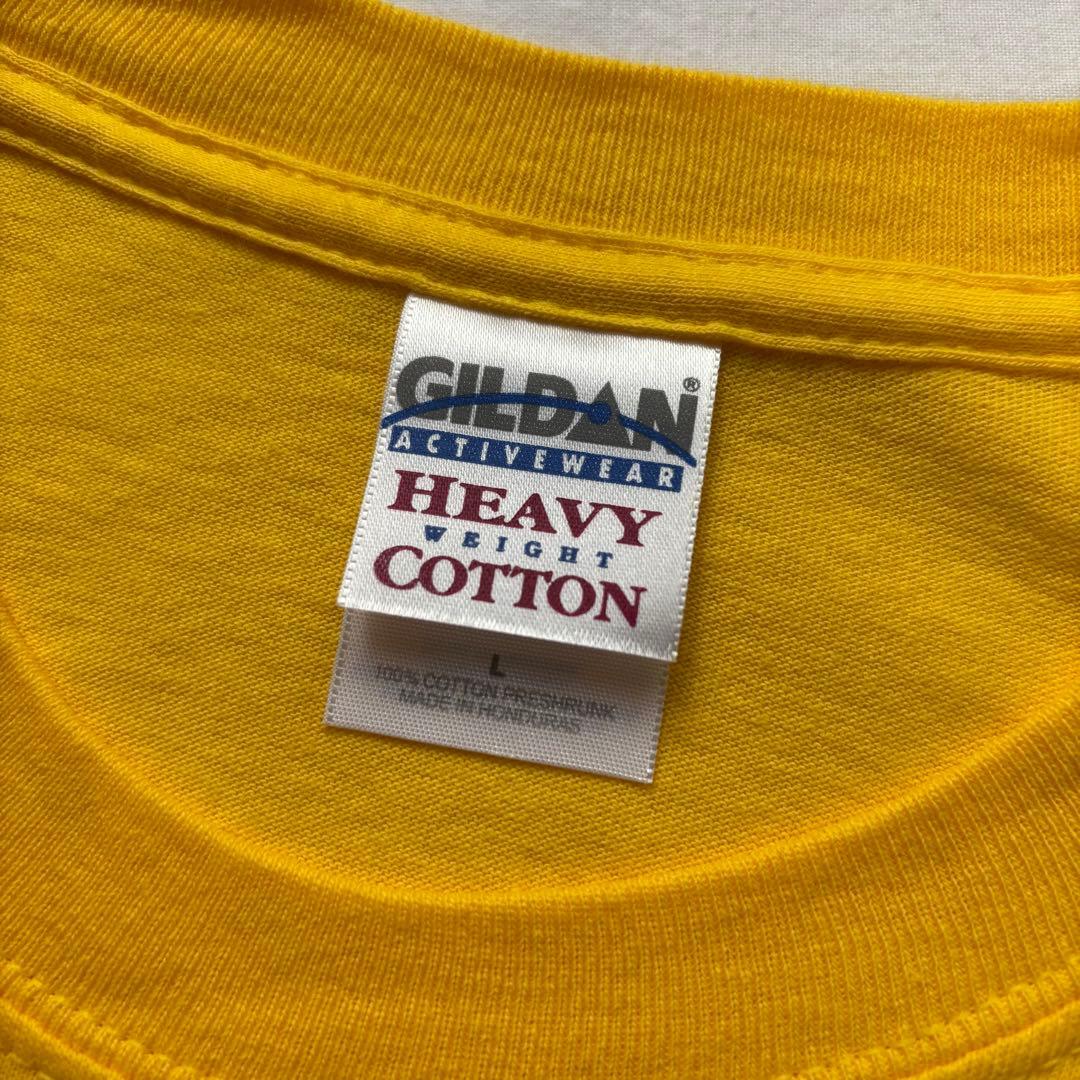 GILDAN®
ACTIVEWEAR
HEAVY
WEIGHT
COTTON
L
100% COTTON PRESHRUNK
MADE IN HONDURAS